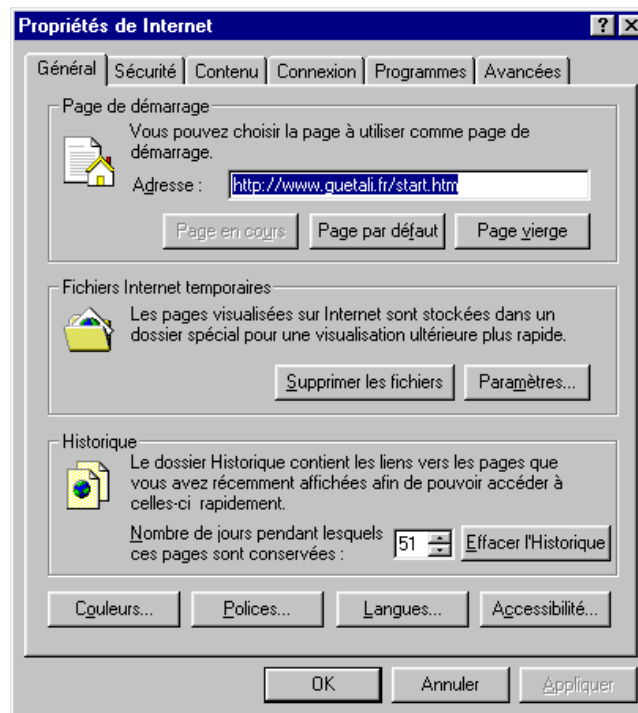 Propriétés de Internet
Général Sécurité Contenu Connexion Programmes Avancées
Page de démarrage
Vous pouvez choisir la page à utiliser comme page de
démarrage.
Adresse : http://www.guetali.fr/start.htm
Page en cours Page par défaut Page vierge
Fichiers Internet temporaires
Les pages visualisées sur Internet sont stockées dans un
dossier spécial pour une visualisation ultérieure plus rapide.
Supprimer les fichiers Paramètres...
Historique
Le dossier Historique contient les liens vers les pages que
vous avez récemment affichées afin de pouvoir accéder à
celles-ci rapidement.
Nombre de jours pendant lesquels
ces pages sont conservées : 51 Effacer l'Historique
Couleurs... Polices... Langues... Accessibilité...
OK Annuler Appliquer